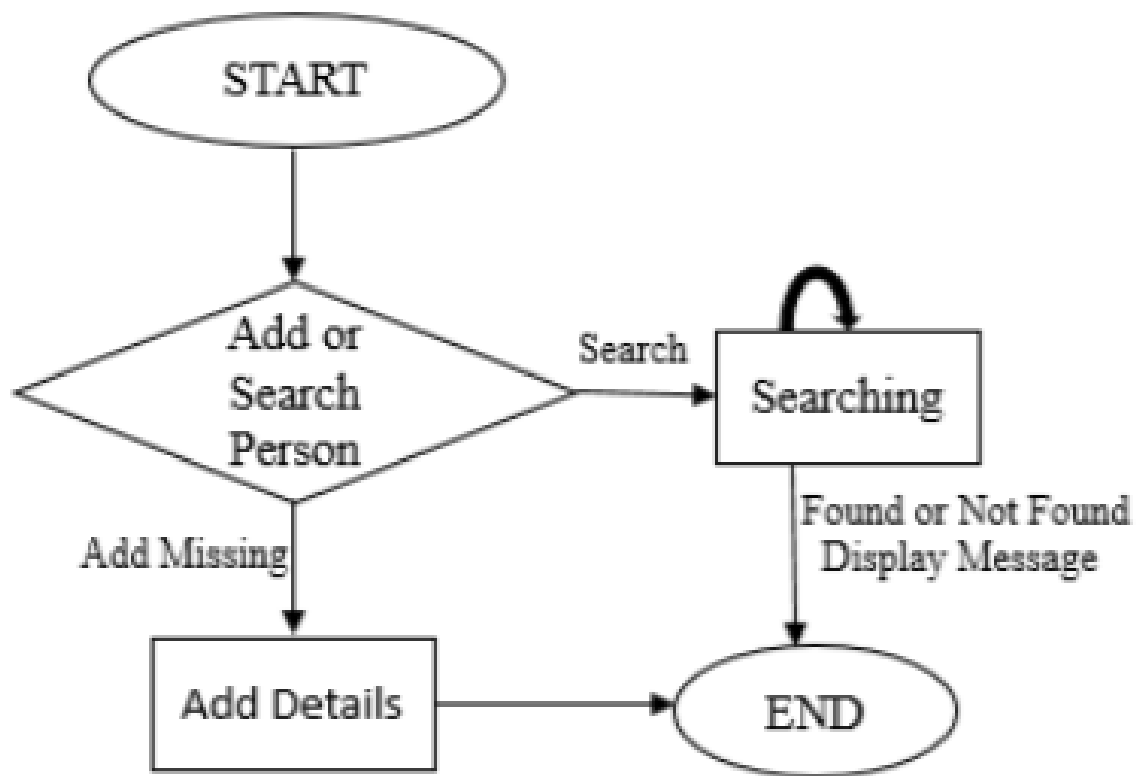 START
Add or
Search
Person
Search
Searching
Found or Not Found
Display Message
Add Missing
Add Details
END